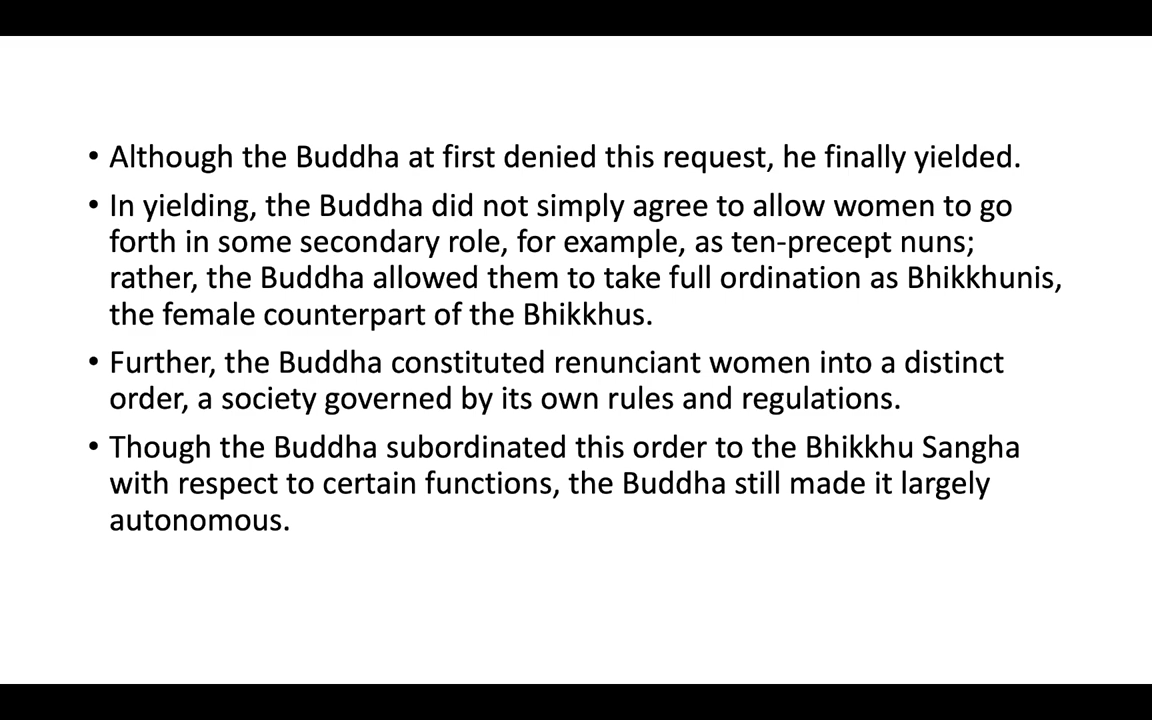 • Although the Buddha at first denied this request, he finally yielded.
• In yielding, the Buddha did not simply agree to allow women to go
forth in some secondary role, for example, as ten-precept nuns;
rather, the Buddha allowed them to take full ordination as Bhikkhunis,
the female counterpart of the Bhikkhus.
• Further, the Buddha constituted renunciant women into a distinct
order, a society governed by its own rules and regulations.
• Though the Buddha subordinated this order to the Bhikkhu Sangha
with respect to certain functions, the Buddha still made it largely
autonomous.